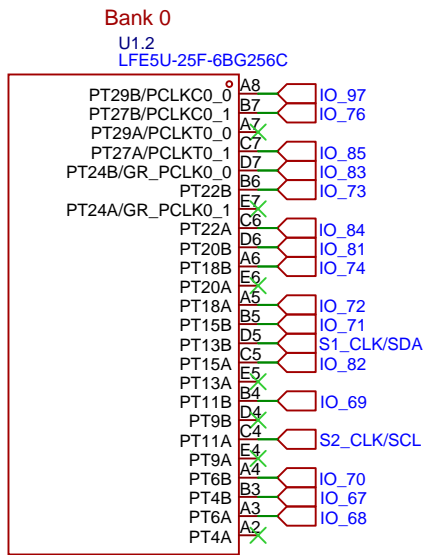 Bank 0
U1.2
LFE5U-25F-6BG256C
PT29B/PCLKC0_0 A8 IO_97
PT27B/PCLKC0_1 B7 IO_76
PT29A/PCLKT0_0 A7
PT27A/PCLKT0_1 C7 IO_85
PT24B/GR_PCLK0_0 D7 IO_83
PT22B B6 IO_73
PT24A/GR_PCLK0_1 E7
PT22A C6 IO_84
PT20B D6 IO_81
PT18B A6 IO_74
PT20A E6
PT18A A5 IO_72
PT15B B5 IO_71
PT13B D5 S1_CLK/SDA
PT15A C5 IO_82
PT13A E5
PT11B B4 IO_69
PT9B D4
PT11A C4 S2_CLK/SCL
PT9A E4
PT6B A4 IO_70
PT4B B3 IO_67
PT6A A3 IO_68
PT4A A2